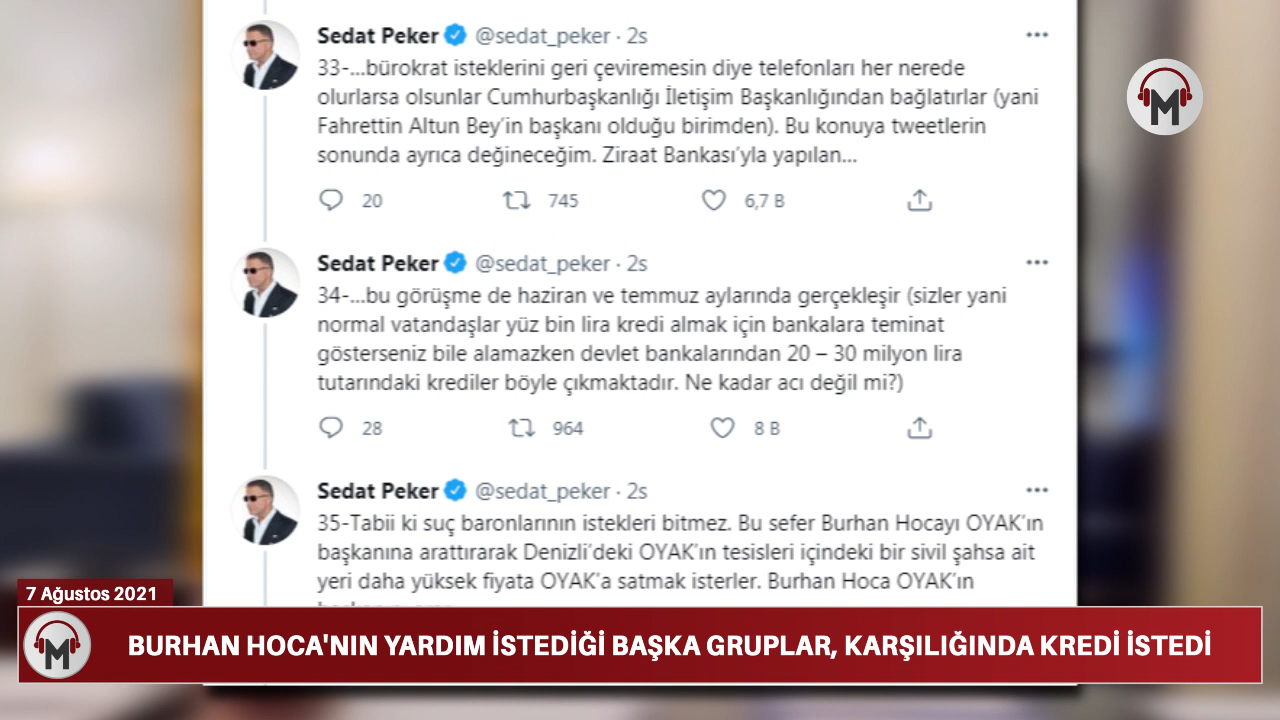 Sedat Peker @sedat_peker · 2s
33-...bürokrat isteklerini geri çeviremesin diye telefonları her nerede
olurlarsa olsunlar Cumhurbaşkanlığı İletişim Başkanlığından bağlatırlar (yani
Fahrettin Altun Bey'in başkanı olduğu birimden). Bu konuya tweetlerin
sonunda ayrıca değineceğim. Ziraat Bankası'yla yapılan...
20 745 6,7 B
M
Sedat Peker @sedat_peker · 2s
34-...bu görüşme de haziran ve temmuz aylarında gerçekleşir (sizler yani
normal vatandaşlar yüz bin lira kredi almak için bankalara teminat
gösterseniz bile alamazken devlet bankalarından 20 – 30 milyon lira
tutarındaki krediler böyle çıkmaktadır. Ne kadar acı değil mi?)
28 964 8 B
Sedat Peker @sedat_peker · 2s
35-Tabii ki suç baronlarının istekleri bitmez. Bu sefer Burhan Hocayı OYAK'ın
başkanına arattırarak Denizli'deki OYAK'ın tesisleri içindeki bir sivil şahsa ait
yeri daha yüksek fiyata OYAK'a satmak isterler. Burhan Hoca OYAK'ın
7 Ağustos 2021
M
BURHAN HOCA'NIN YARDIM İSTEDİĞİ BAŞKA GRUPLAR, KARŞILIĞINDA KREDİ İSTEDİ